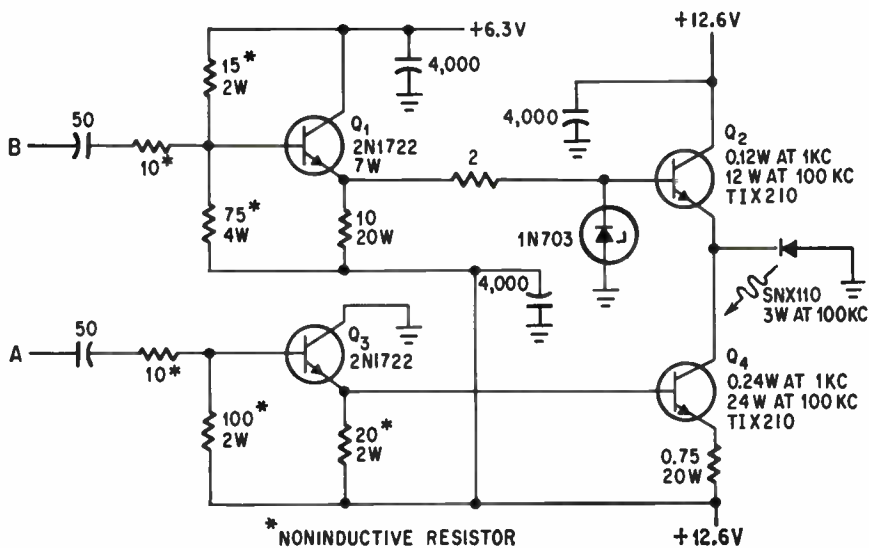 +6.3V
+12.6V
15*
2W
4,000
50
B
10*
Q1
2N1722
7W
4,000
Q2
0.12W AT 1KC
12W AT 100 KC
TIX210
2
75*
4W
10
20W
1N703
4,000
SNX110
3W AT 100KC
50
A
10*
Q3
2N1722
Q4
0.24W AT 1KC
24W AT 100 KC
TIX210
100*
2W
20*
2W
0.75
20W
*NONINDUCTIVE RESISTOR
+12.6V